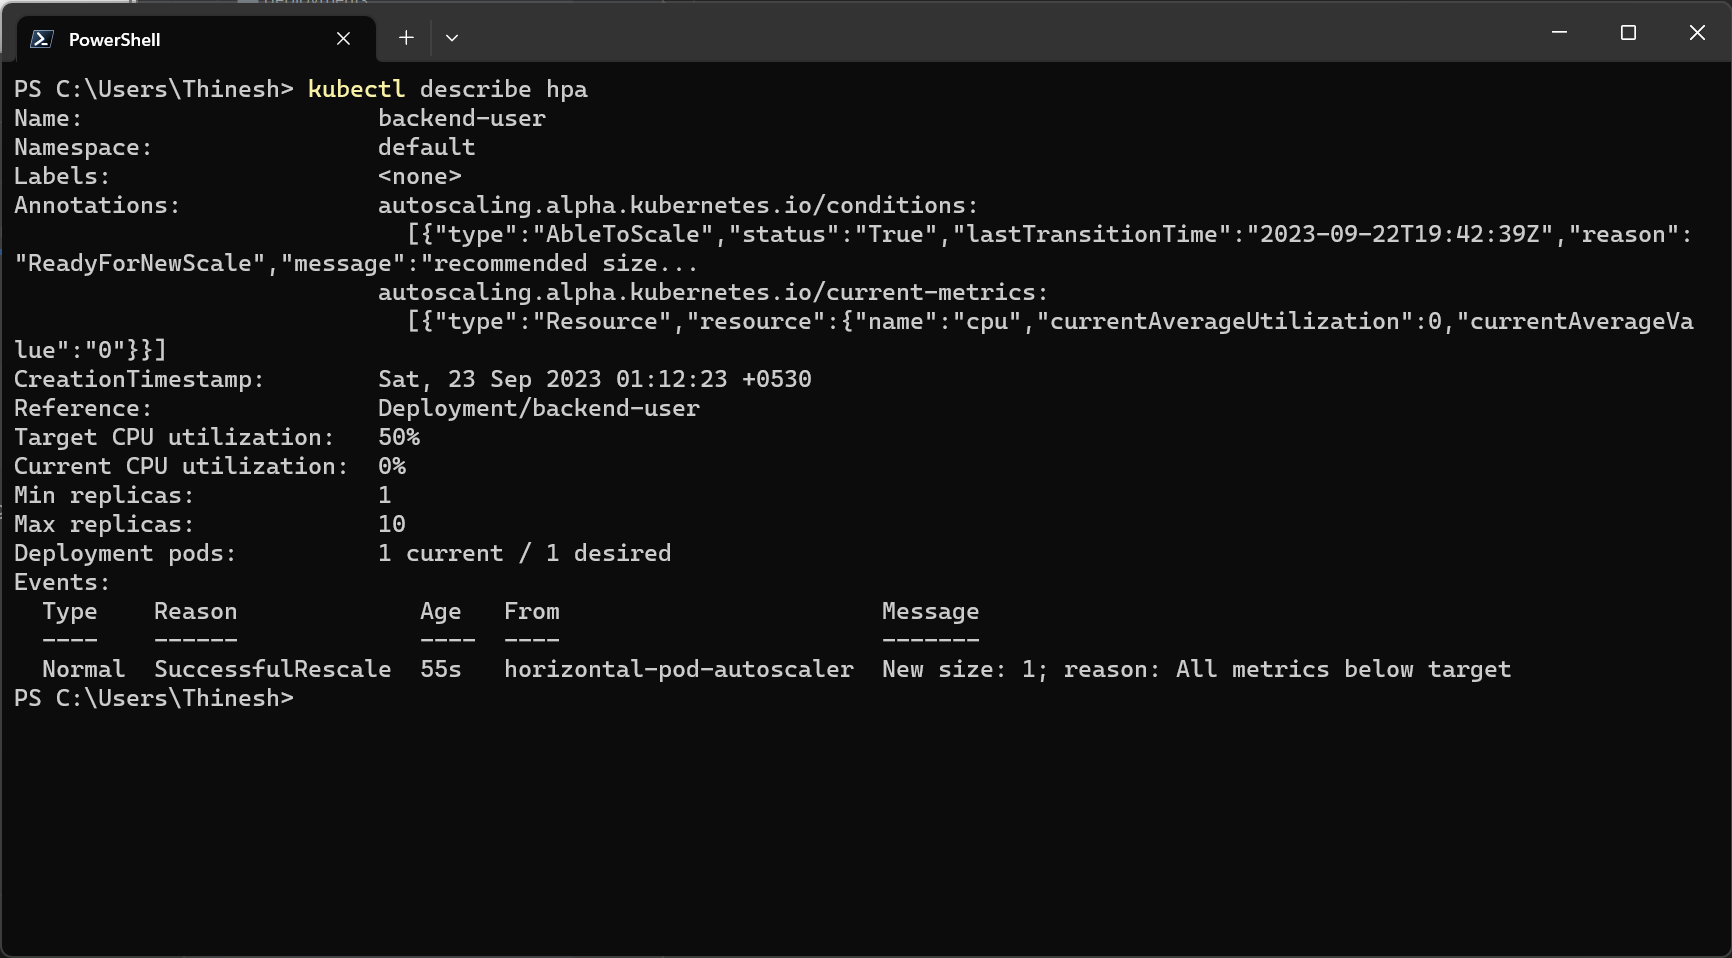 PowerShell
PS C:\Users\Thinesh> kubectl describe hpa
Name:                     backend-user
Namespace:                default
Labels:                   <none>
Annotations:              autoscaling.alpha.kubernetes.io/conditions:
                            [{"type":"AbleToScale","status":"True","lastTransitionTime":"2023-09-22T19:42:39Z","reason":
"ReadyForNewScale","message":"recommended size...
                          autoscaling.alpha.kubernetes.io/current-metrics:
                            [{"type":"Resource","resource":{"name":"cpu","currentAverageUtilization":0,"currentAverageVa
lue":"0"}}]
CreationTimestamp:        Sat, 23 Sep 2023 01:12:23 +0530
Reference:                Deployment/backend-user
Target CPU utilization:   50%
Current CPU utilization:  0%
Min replicas:             1
Max replicas:             10
Deployment pods:          1 current / 1 desired
Events:
  Type    Reason             Age   From                       Message
  ----    ------             ----  ----                       -------
  Normal  SuccessfulRescale  55s   horizontal-pod-autoscaler  New size: 1; reason: All metrics below target
PS C:\Users\Thinesh>